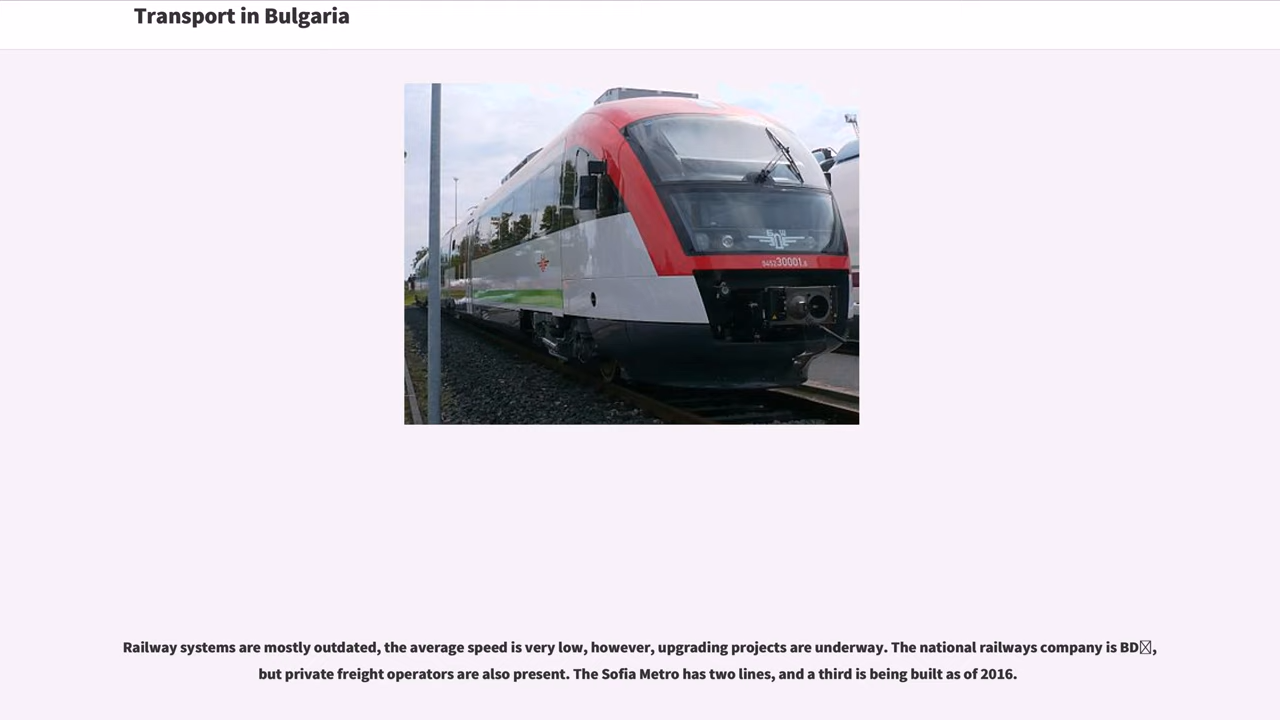 Transport in Bulgaria
30001
Railway systems are mostly outdated, the average speed is very low, however, upgrading projects are underway. The national railways company is BD,
but private freight operators are also present. The Sofia Metro has two lines, and a third is being built as of 2016.